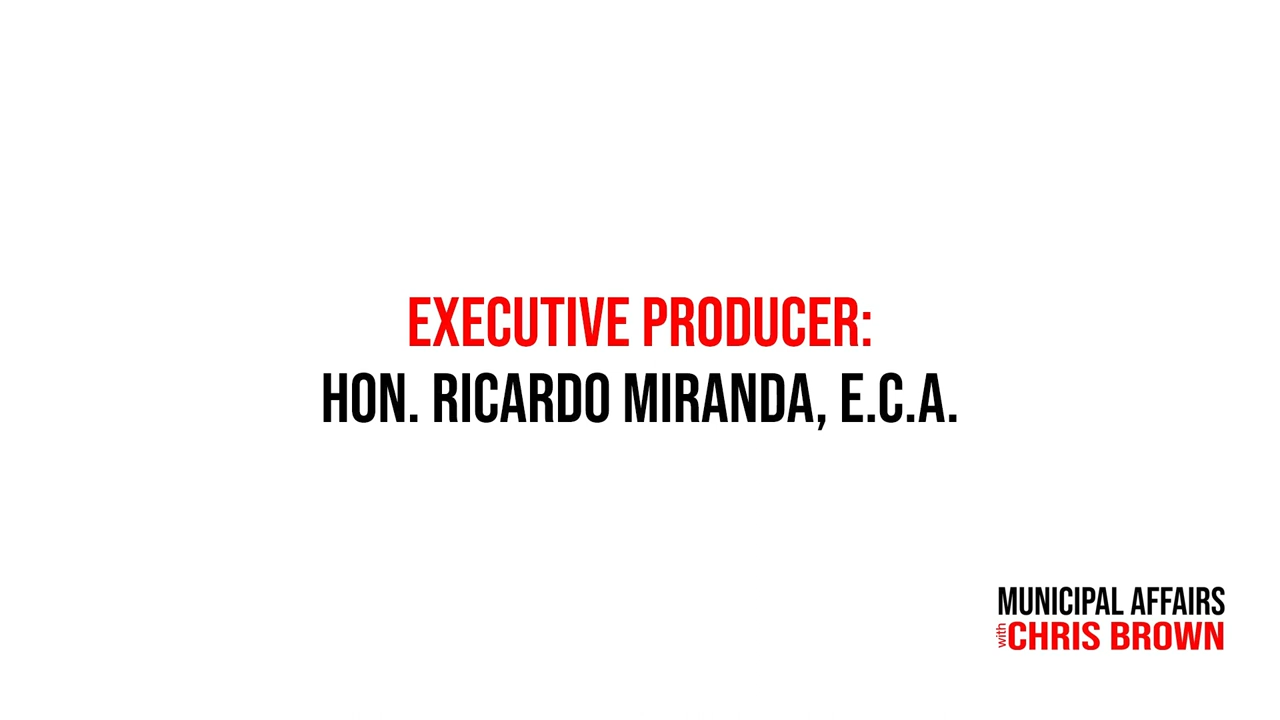 EXECUTIVE PRODUCER:
HON. RICARDO MIRANDA, E.C.A.
MUNICIPAL AFFAIRS
with CHRIS BROWN